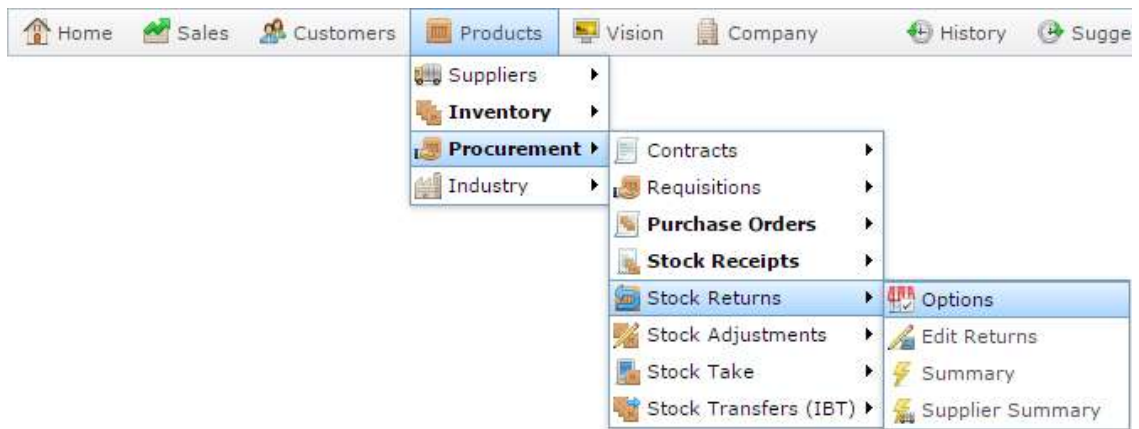 Home Sales Customers Products Vision Company History Sugge
Suppliers
Inventory
Procurement
Industry
Contracts
Requisitions
Purchase Orders
Stock Receipts
Stock Returns
Stock Adjustments
Stock Take
Stock Transfers (IBT)
Options
Edit Returns
Summary
Supplier Summary